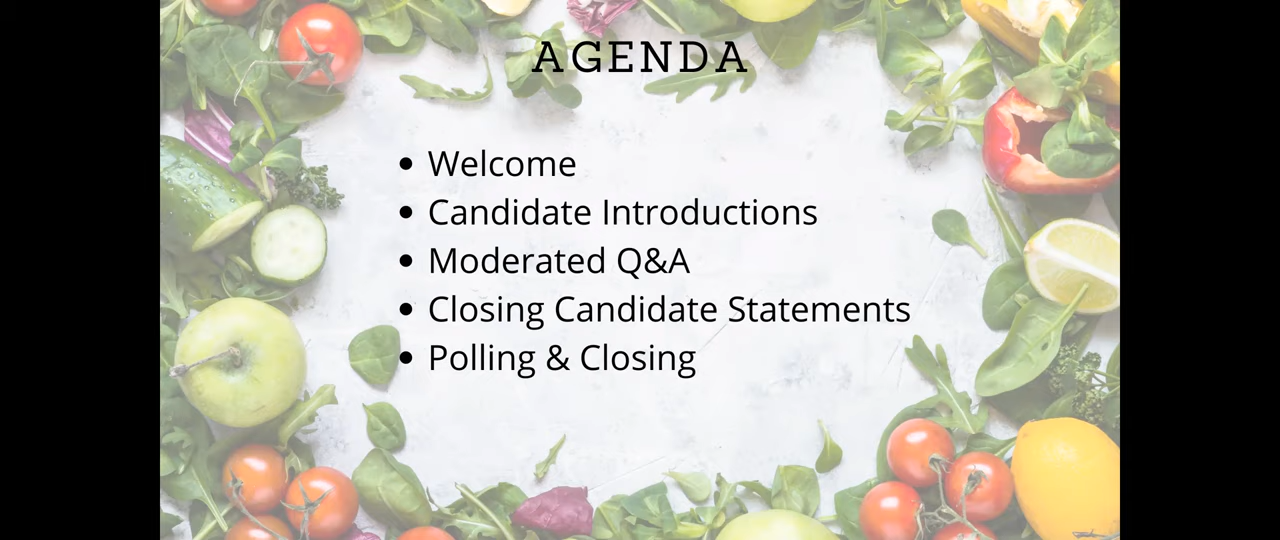 AGENDA
• Welcome
• Candidate Introductions
• Moderated Q&A
• Closing Candidate Statements
• Polling & Closing